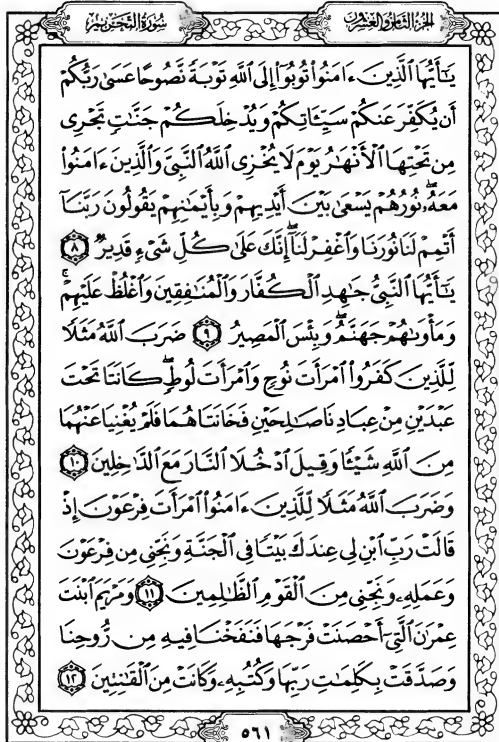 الجزء الثامن والعشرون
سورة التحريم
يَـٰٓأَيُّهَا ٱلَّذِينَ ءَامَنُوا۟ تُوبُوٓا۟ إِلَى ٱللَّهِ تَوْبَةً نَّصُوحًا عَسَىٰ رَبُّكُمْ
أَن يُكَفِّرَ عَنكُمْ سَيِّـَٔاتِكُمْ وَيُدْخِلَكُمْ جَنَّـٰتٍ تَجْرِى
مِن تَحْتِهَا ٱلْأَنْهَـٰرُ يَوْمَ لَا يُخْزِى ٱللَّهُ ٱلنَّبِىَّ وَٱلَّذِينَ ءَامَنُوا۟
مَعَهُۥ ۖ نُورُهُمْ يَسْعَىٰ بَيْنَ أَيْدِيهِمْ وَبِأَيْمَـٰنِهِمْ يَقُولُونَ رَبَّنَآ
أَتْمِمْ لَنَا نُورَنَا وَٱغْفِرْ لَنَآ ۖ إِنَّكَ عَلَىٰ كُلِّ شَىْءٍ قَدِيرٌ ٨
يَـٰٓأَيُّهَا ٱلنَّبِىُّ جَـٰهِدِ ٱلْكُفَّارَ وَٱلْمُنَـٰفِقِينَ وَٱغْلُظْ عَلَيْهِمْ ۚ
وَمَأْوَىٰهُمْ جَهَنَّمُ ۖ وَبِئْسَ ٱلْمَصِيرُ ٩ ضَرَبَ ٱللَّهُ مَثَلًا
لِّلَّذِينَ كَفَرُوا۟ ٱمْرَأَتَ نُوحٍ وَٱمْرَأَتَ لُوطٍ ۖ كَانَتَا تَحْتَ
عَبْدَيْنِ مِنْ عِبَادِنَا صَـٰلِحَيْنِ فَخَانَتَاهُمَا فَلَمْ يُغْنِيَا عَنْهُمَا
مِنَ ٱللَّهِ شَيْـًٔا وَقِيلَ ٱدْخُلَا ٱلنَّارَ مَعَ ٱلدَّٰخِلِينَ ١٠
وَضَرَبَ ٱللَّهُ مَثَلًا لِّلَّذِينَ ءَامَنُوا۟ ٱمْرَأَتَ فِرْعَوْنَ إِذْ
قَالَتْ رَبِّ ٱبْنِ لِى عِندَكَ بَيْتًا فِى ٱلْجَنَّةِ وَنَجِّنِى مِن فِرْعَوْنَ
وَعَمَلِهِۦ وَنَجِّنِى مِنَ ٱلْقَوْمِ ٱلظَّـٰلِمِينَ ١١ وَمَرْيَمَ ٱبْنَتَ
عِمْرَٰنَ ٱلَّتِىٓ أَحْصَنَتْ فَرْجَهَا فَنَفَخْنَا فِيهِ مِن رُّوحِنَا
وَصَدَّقَتْ بِكَلِمَـٰتِ رَبِّهَا وَكُتُبِهِۦ وَكَانَتْ مِنَ ٱلْقَـٰنِتِينَ ١٢
٥٦١